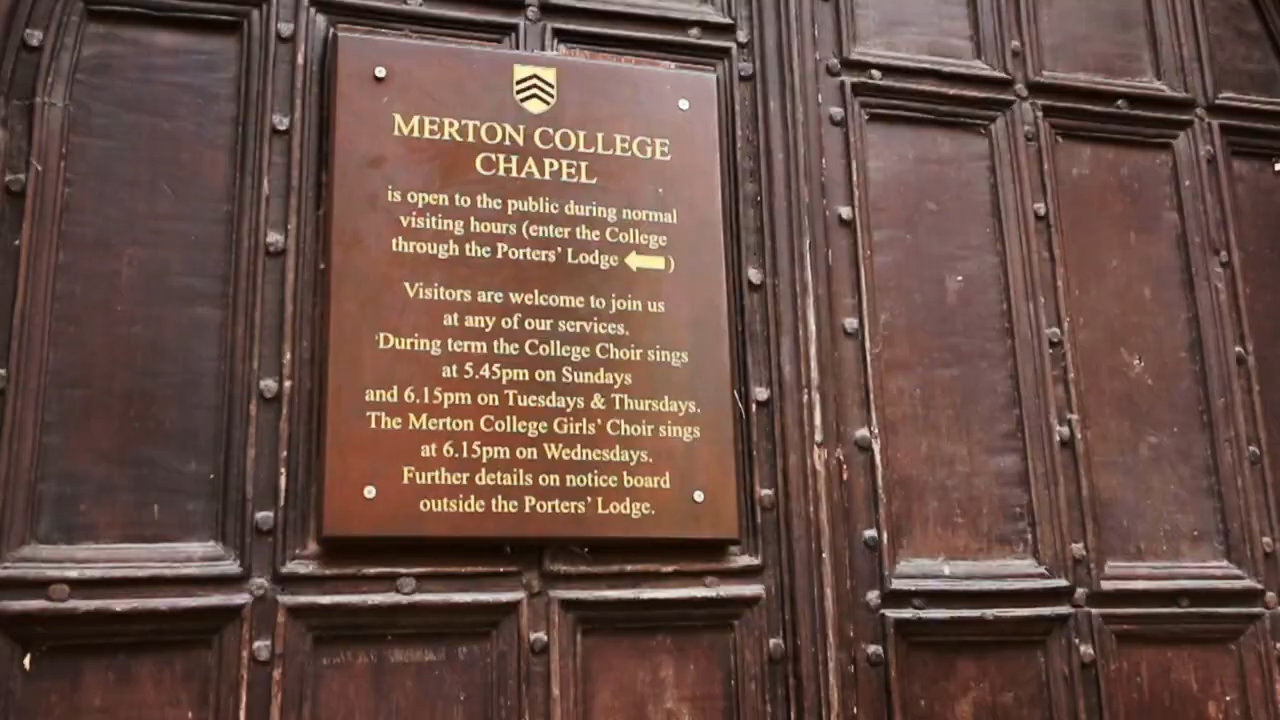 MERTON COLLEGE
CHAPEL
is open to the public during normal
visiting hours (enter the College
through the Porters' Lodge ⬅)
Visitors are welcome to join us
at any of our services.
During term the College Choir sings
at 5.45pm on Sundays
and 6.15pm on Tuesdays & Thursdays.
The Merton College Girls' Choir sings
at 6.15pm on Wednesdays.
Further details on notice board
outside the Porters' Lodge.